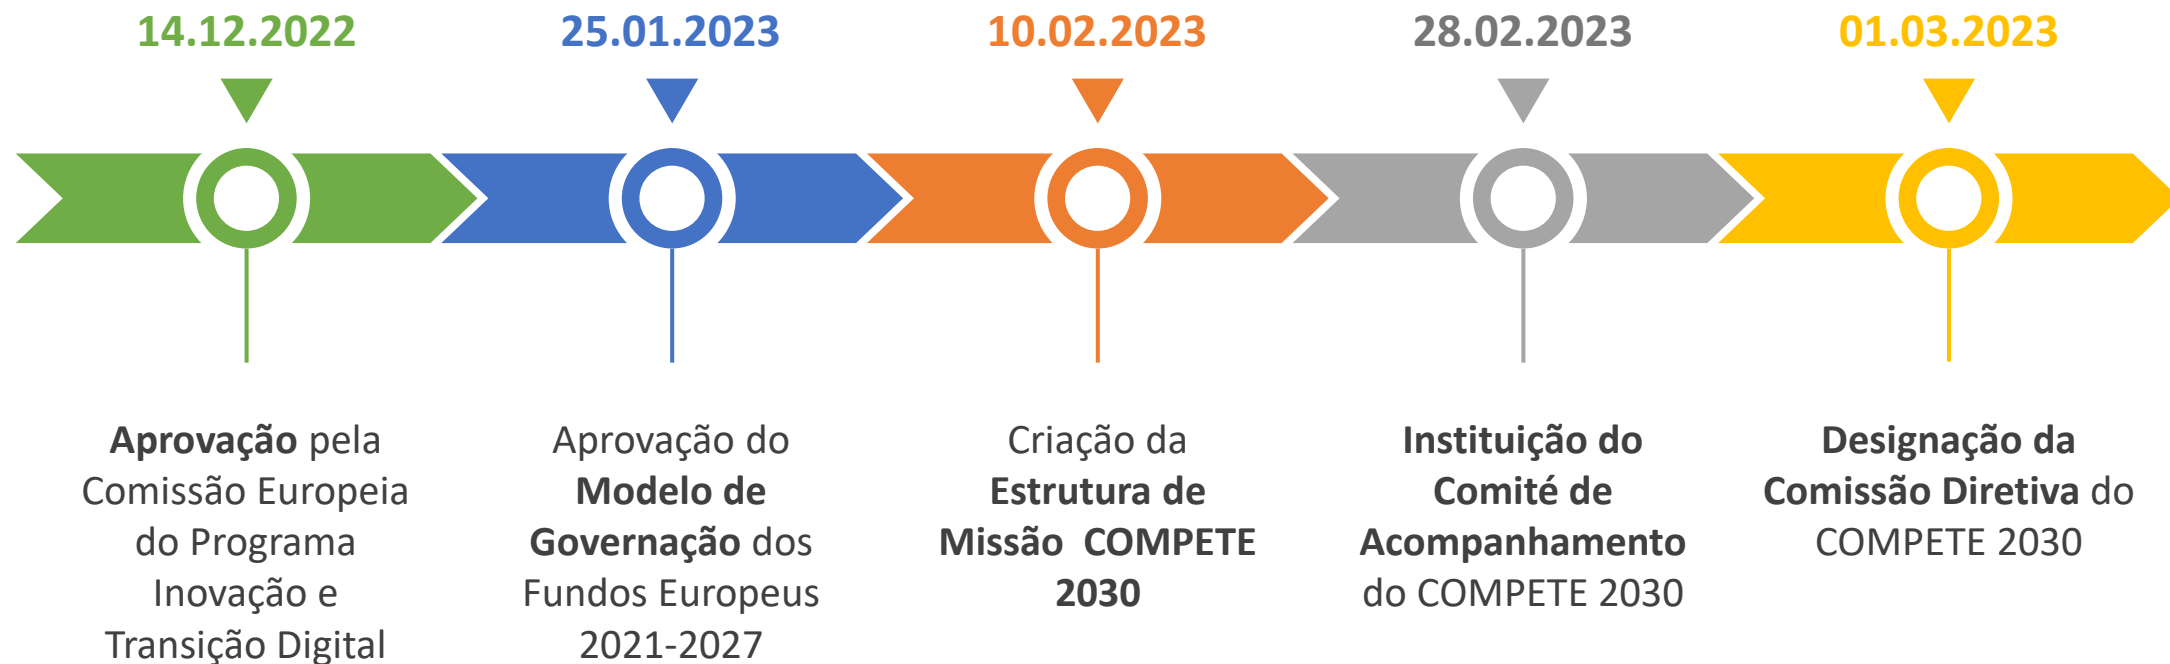 14.12.2022
25.01.2023
10.02.2023
28.02.2023
01.03.2023
Aprovação pela
Comissão Europeia
do Programa
Inovação e
Transição Digital
Aprovação do
Modelo de
Governação dos
Fundos Europeus
2021-2027
Criação da
Estrutura de
Missão  COMPETE
2030
Instituição do
Comité de
Acompanhamento
do COMPETE 2030
Designação da
Comissão Diretiva do
COMPETE 2030